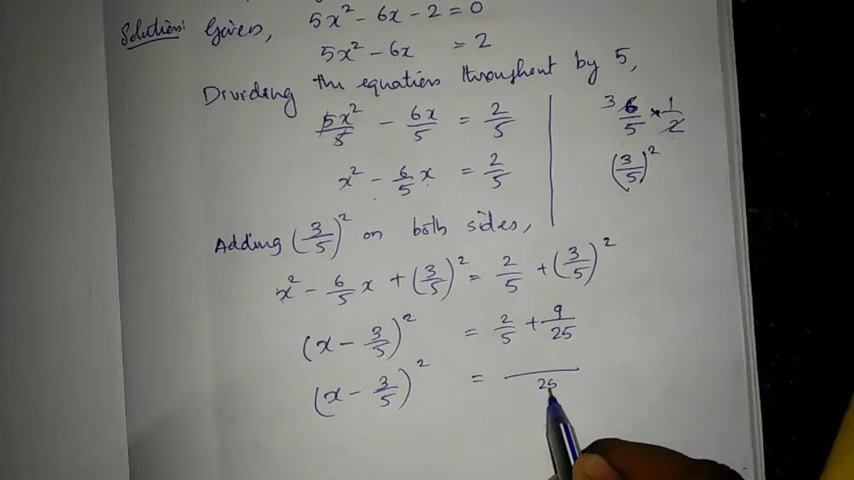 Solution: Given, 5x² - 6x - 2 = 0
5x² - 6x = 2
Dividing the equation throughout by 5,
5x²/5 - 6x/5 = 2/5
x² - 6/5 x = 2/5
3 6/5 × 1/2
(3/5)²
Adding (3/5)² on both sides,
x² - 6/5 x + (3/5)² = 2/5 + (3/5)²
(x - 3/5)² = 2/5 + 9/25
(x - 3/5)² = /25